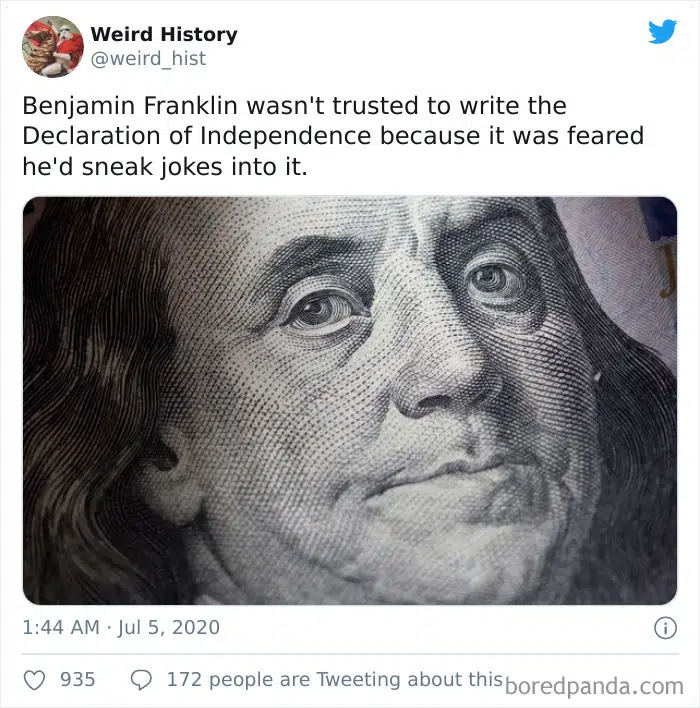 Weird History
@weird_hist
Benjamin Franklin wasn't trusted to write the
Declaration of Independence because it was feared
he'd sneak jokes into it.
J
1:44 AM · Jul 5, 2020
935
172 people are Tweeting about this
boredpanda.com